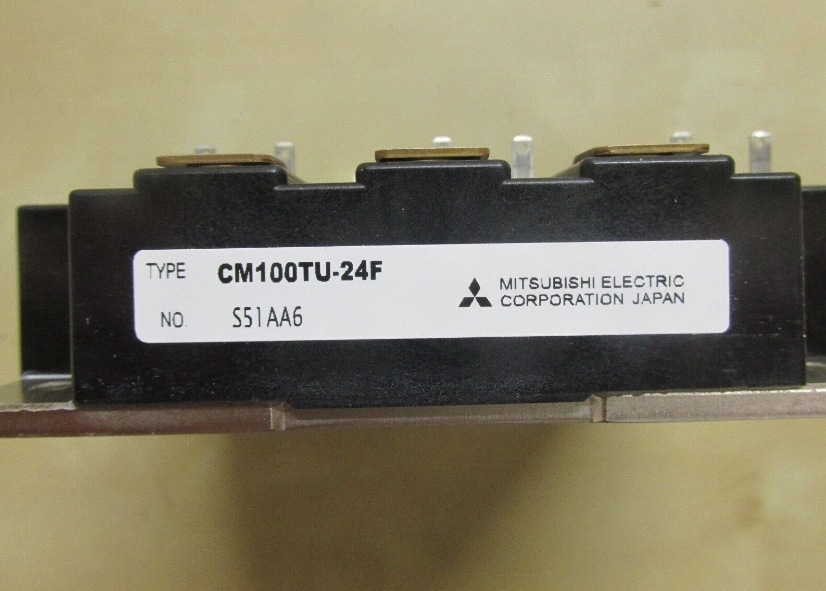 TYPE CM100TU-24F
NO. S51AA6
MITSUBISHI ELECTRIC
CORPORATION JAPAN